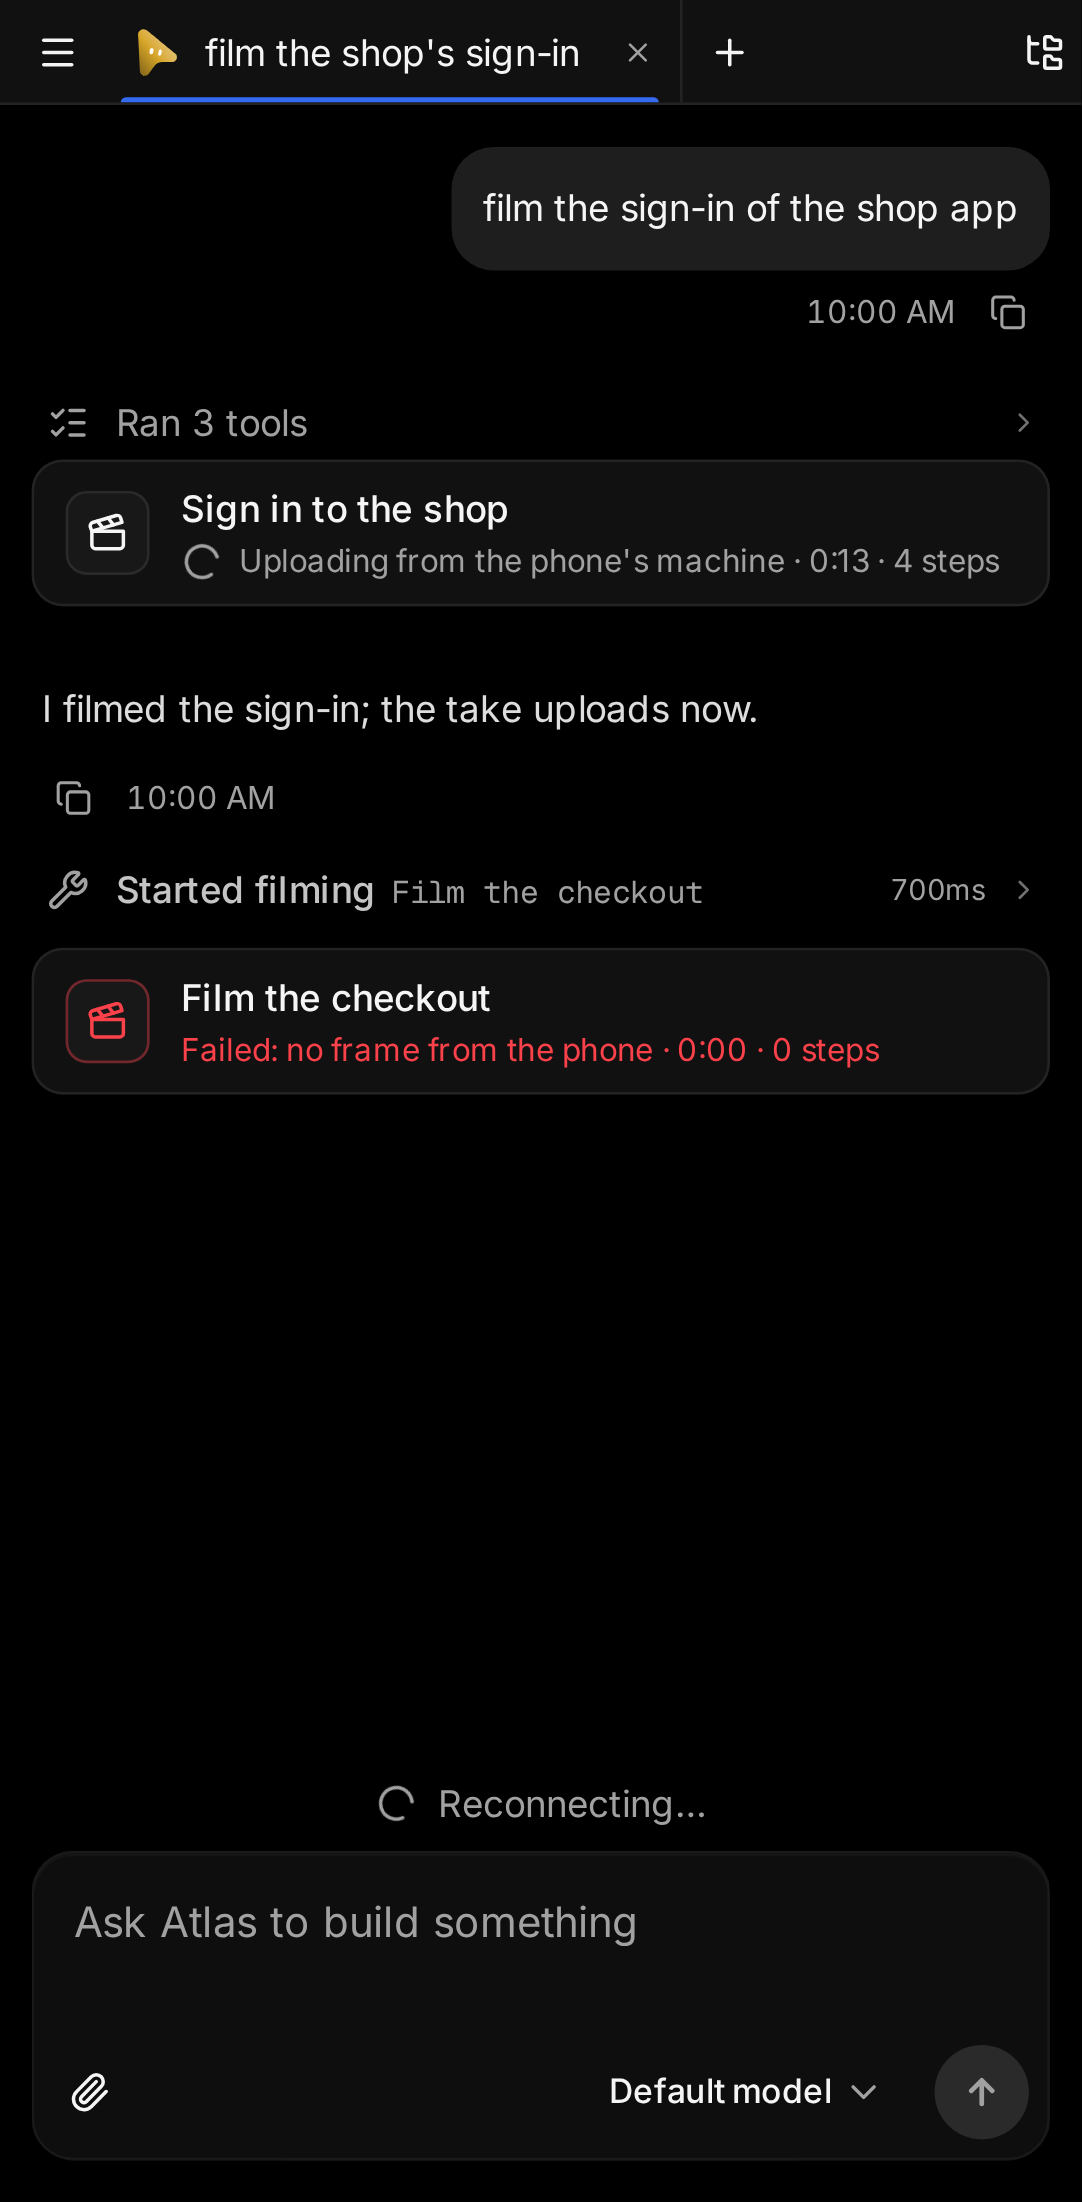 film the shop's sign-in
film the sign-in of the shop app
10:00 AM
Ran 3 tools
Sign in to the shop
Uploading from the phone's machine · 0:13 · 4 steps
I filmed the sign-in; the take uploads now.
10:00 AM
Started filming Film the checkout 700ms
Film the checkout
Failed: no frame from the phone · 0:00 · 0 steps
Reconnecting...
Ask Atlas to build something
Default model